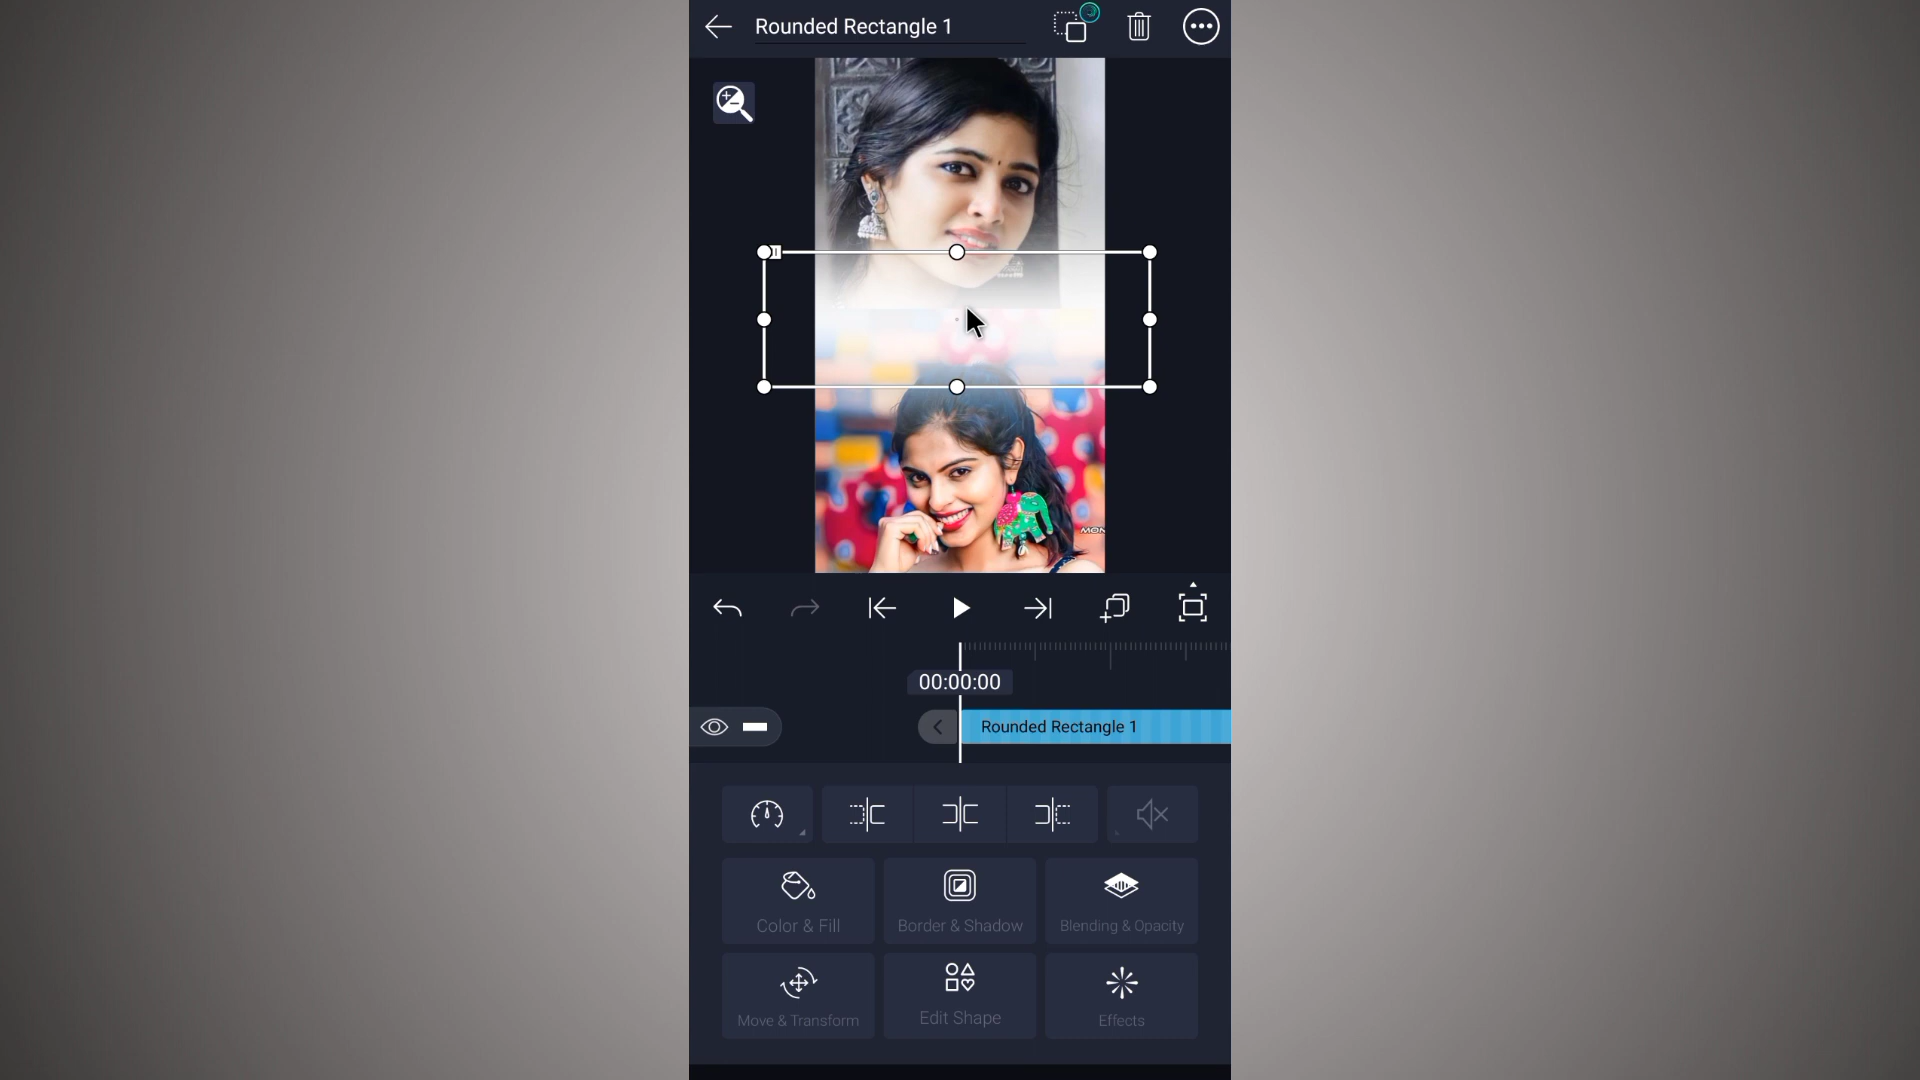 Rounded Rectangle 1
MON
00:00:00
Rounded Rectangle 1
Color & Fill
Border & Shadow
Blending & Opacity
Move & Transform
Edit Shape
Effects